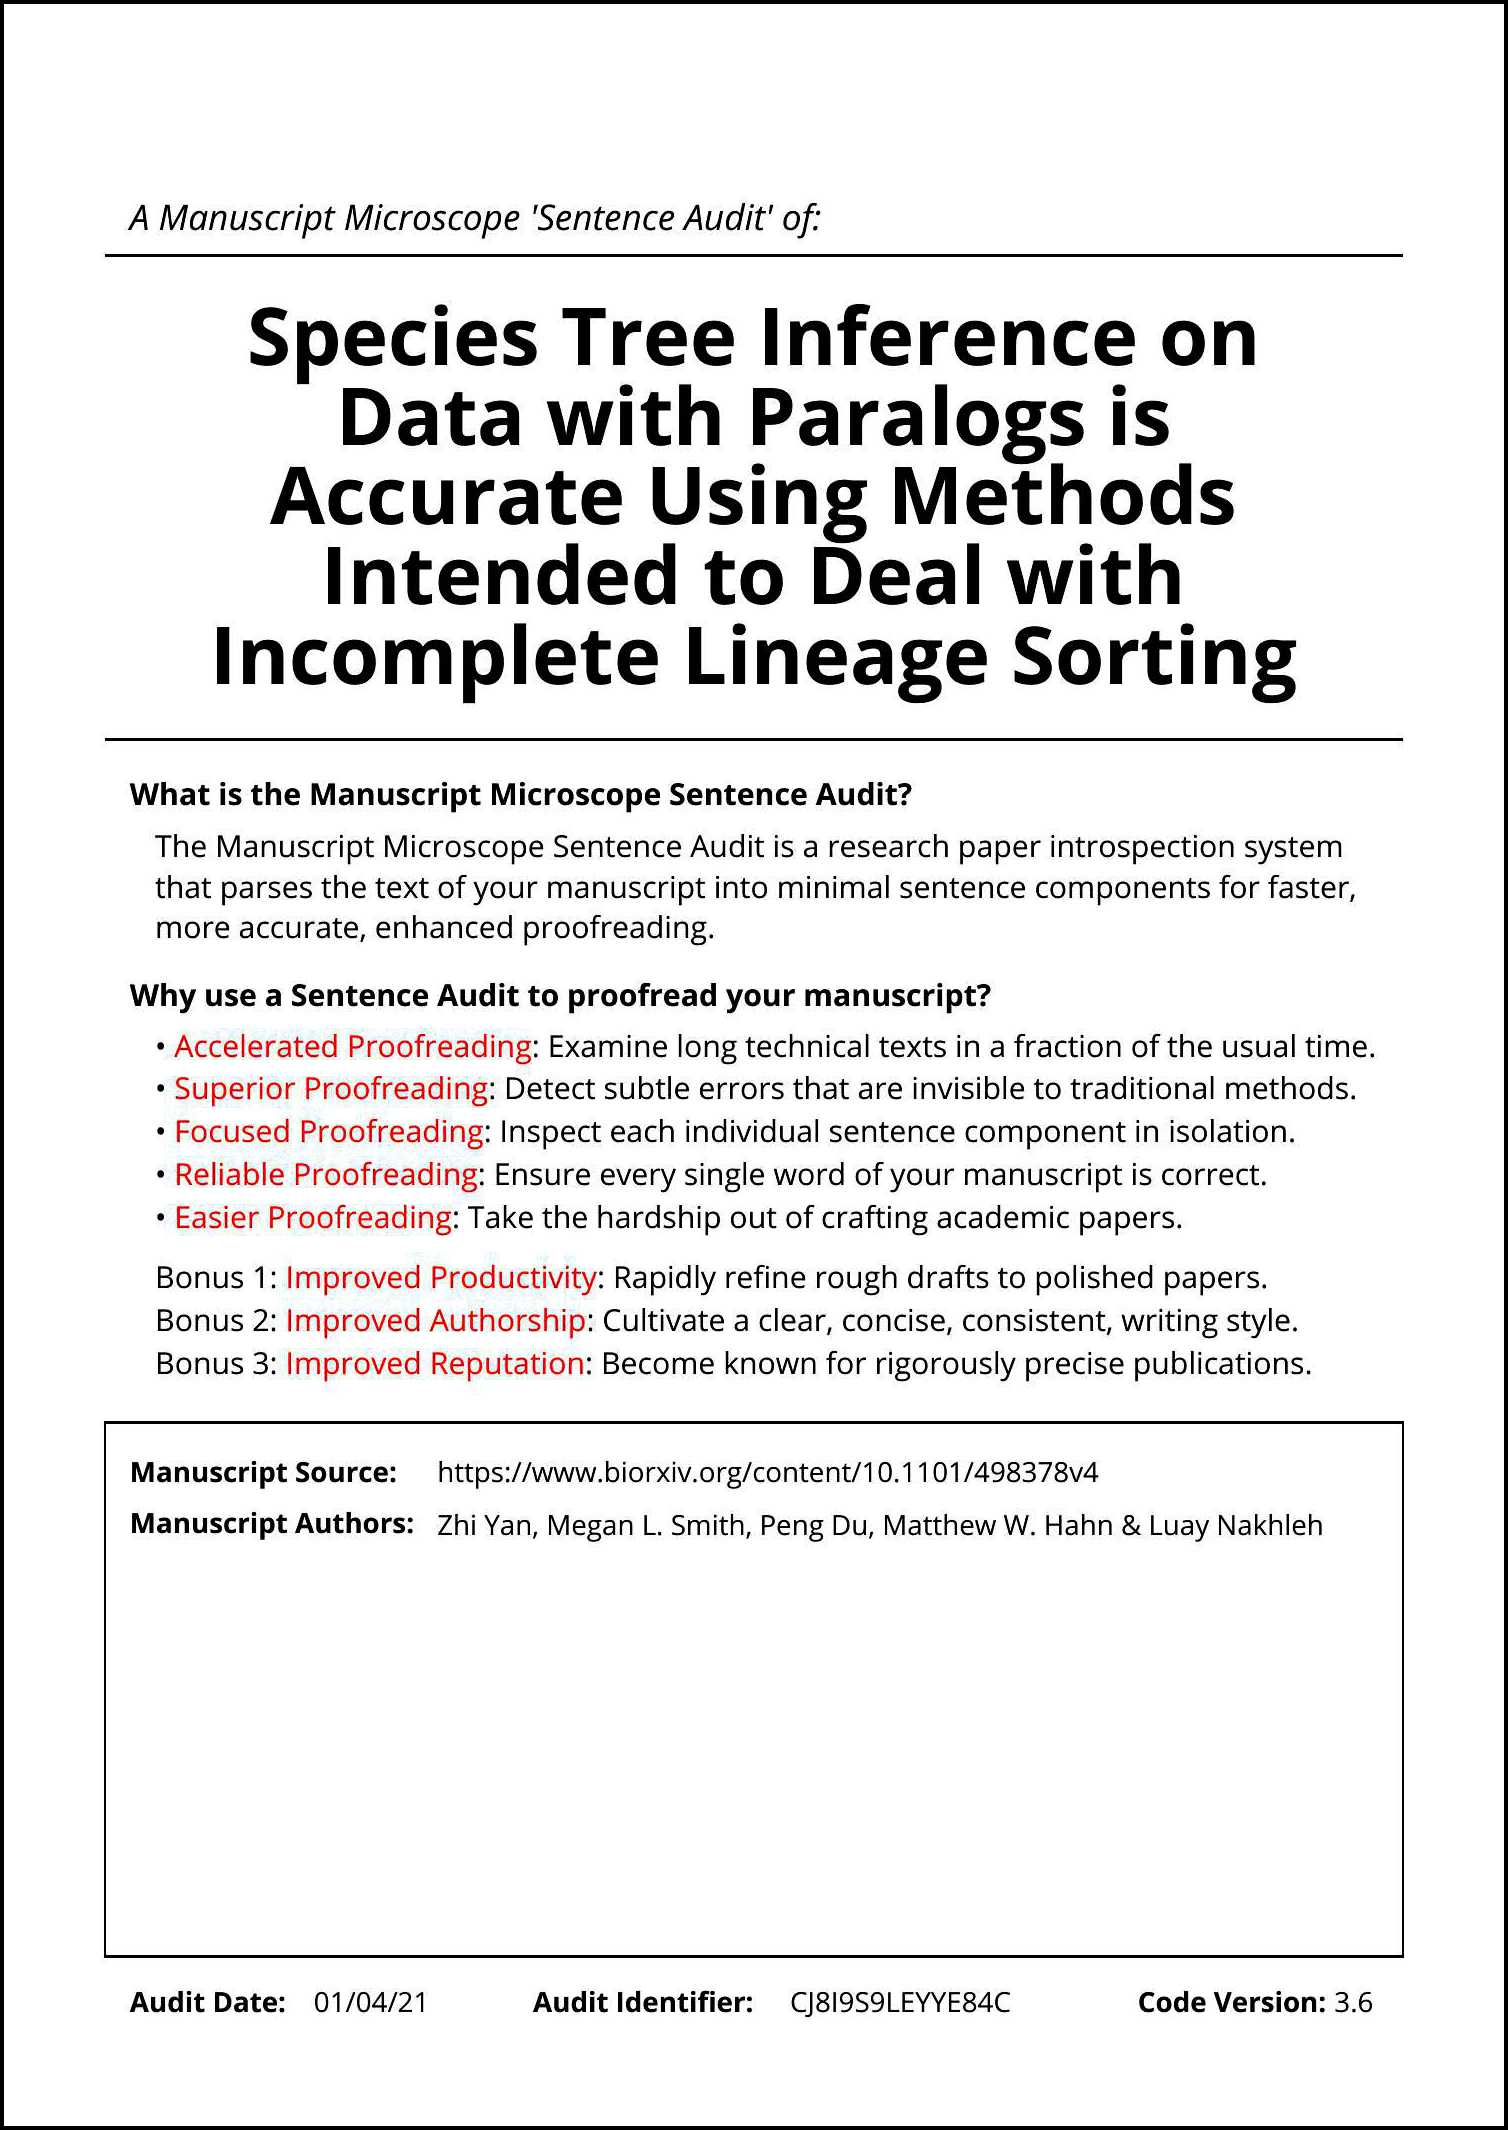 A Manuscript Microscope 'Sentence Audit' of:
Species Tree Inference on
Data with Paralogs is
Accurate Using Methods
Intended to Deal with
Incomplete Lineage Sorting
What is the Manuscript Microscope Sentence Audit?
The Manuscript Microscope Sentence Audit is a research paper introspection system
that parses the text of your manuscript into minimal sentence components for faster,
more accurate, enhanced proofreading.
Why use a Sentence Audit to proofread your manuscript?
• Accelerated Proofreading: Examine long technical texts in a fraction of the usual time.
• Superior Proofreading: Detect subtle errors that are invisible to traditional methods.
• Focused Proofreading: Inspect each individual sentence component in isolation.
• Reliable Proofreading: Ensure every single word of your manuscript is correct.
• Easier Proofreading: Take the hardship out of crafting academic papers.
Bonus 1: Improved Productivity: Rapidly refine rough drafts to polished papers.
Bonus 2: Improved Authorship: Cultivate a clear, concise, consistent, writing style.
Bonus 3: Improved Reputation: Become known for rigorously precise publications.
Manuscript Source: https://www.biorxiv.org/content/10.1101/498378v4
Manuscript Authors: Zhi Yan, Megan L. Smith, Peng Du, Matthew W. Hahn & Luay Nakhleh
Audit Date: 01/04/21 Audit Identifier: CJ8I9S9LEYYE84C Code Version: 3.6